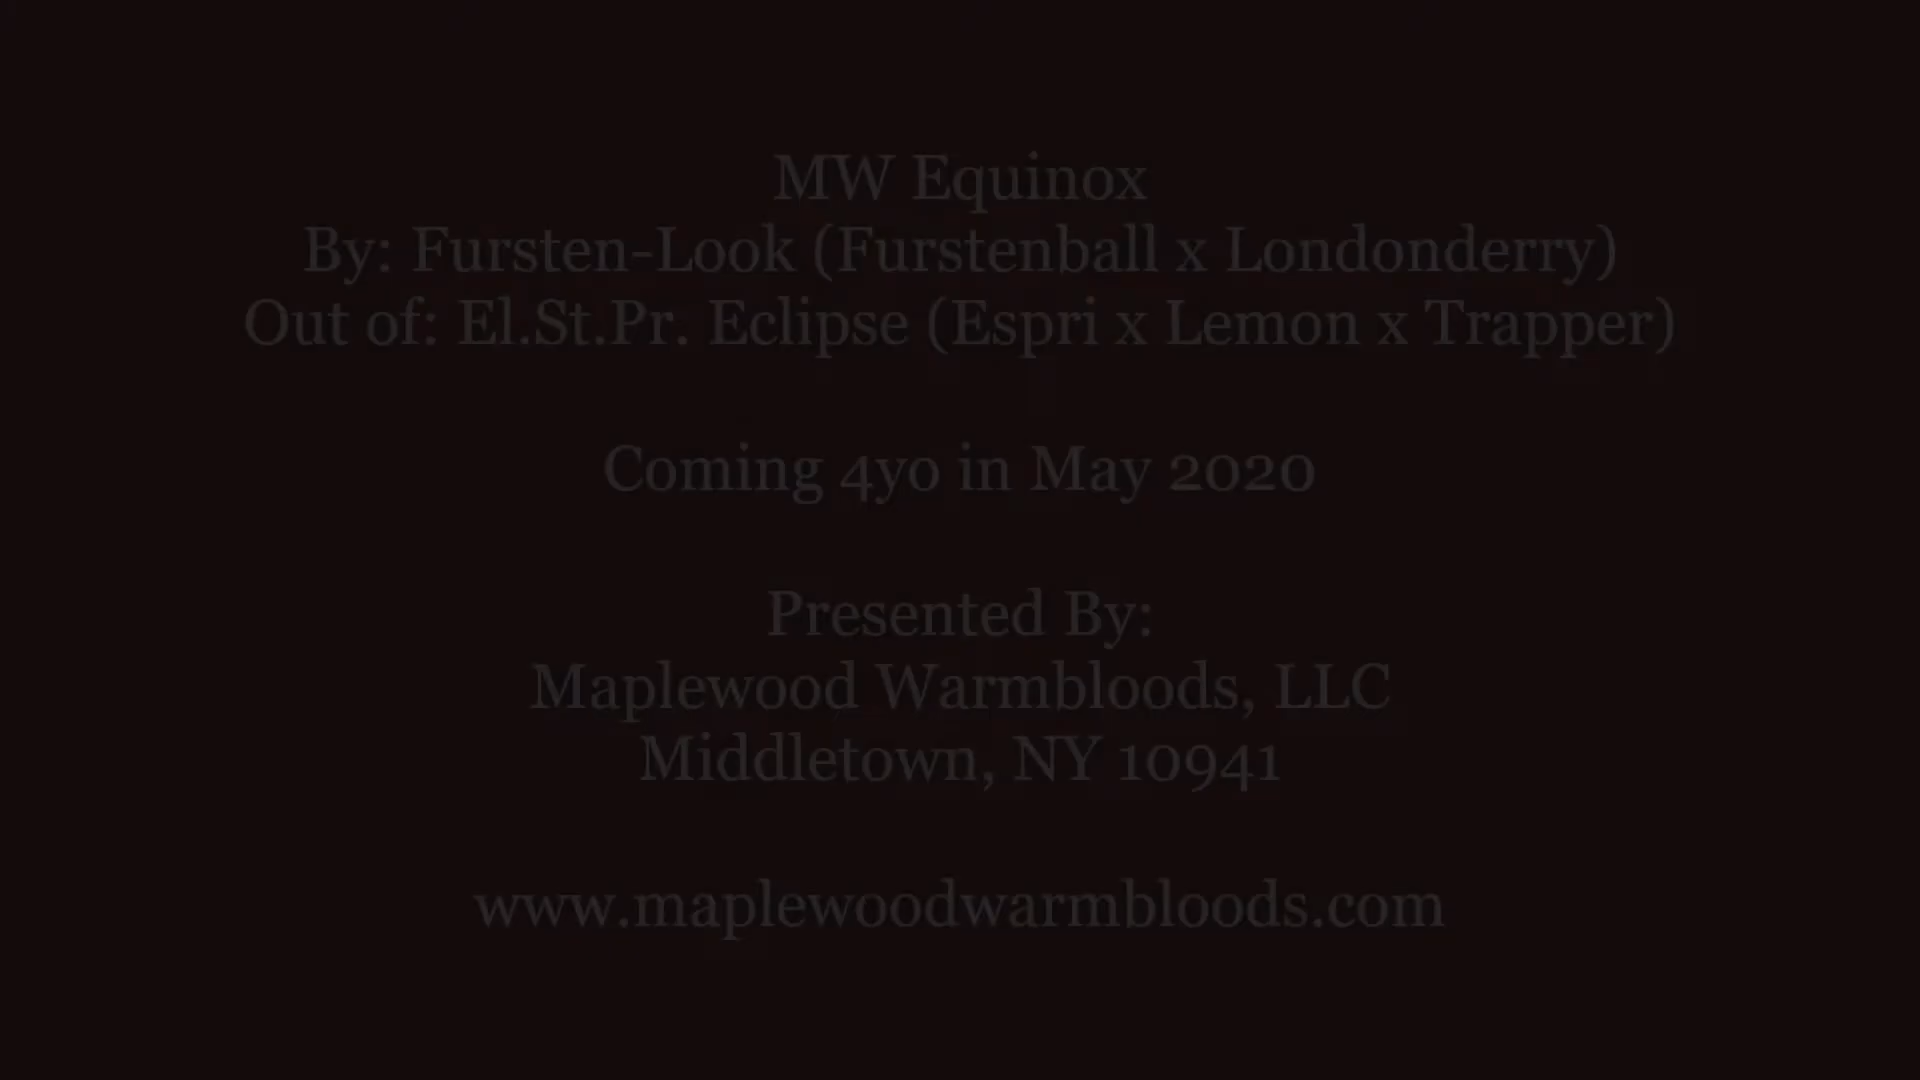 MW Equinox
By: Fursten-Look (Furstenball x Londonderry)
Out of: El.St.Pr. Eclipse (Espri x Lemon x Trapper)
Coming 4yo in May 2020
Presented By:
Maplewood Warmbloods, LLC
Middletown, NY 10941
www.maplewoodwarmbloods.com